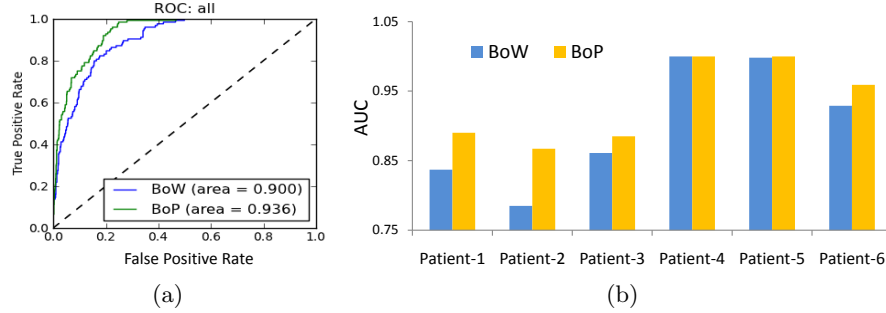 ROC: all
True Positive Rate
1.0
0.8
0.6
0.4
0.2
0.0
BoW (area = 0.900)
BoP (area = 0.936)
0.0 0.2 0.4 0.6 0.8 1.0
False Positive Rate
(a)
BoW BoP
AUC
1.05
0.95
0.85
0.75
Patient-1 Patient-2 Patient-3 Patient-4 Patient-5 Patient-6
(b)